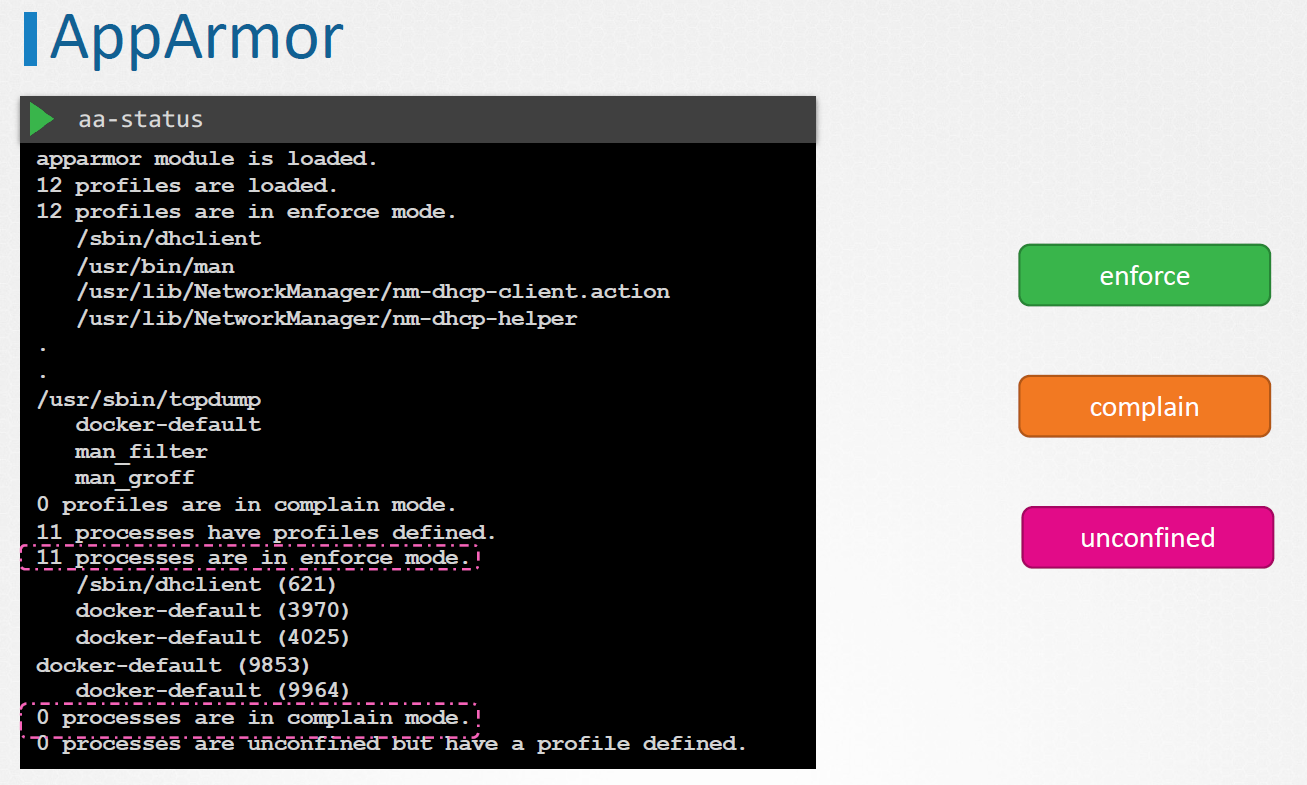 AppArmor
aa-status
apparmor module is loaded.
12 profiles are loaded.
12 profiles are in enforce mode.
/sbin/dhclient
/usr/bin/man
/usr/lib/NetworkManager/nm-dhcp-client.action
/usr/lib/NetworkManager/nm-dhcp-helper
.
.
/usr/sbin/tcpdump
docker-default
man_filter
man_groff
0 profiles are in complain mode.
11 processes have profiles defined.
11 processes are in enforce mode.
/sbin/dhclient (621)
docker-default (3970)
docker-default (4025)
docker-default (9853)
docker-default (9964)
0 processes are in complain mode.
0 processes are unconfined but have a profile defined.
enforce
complain
unconfined